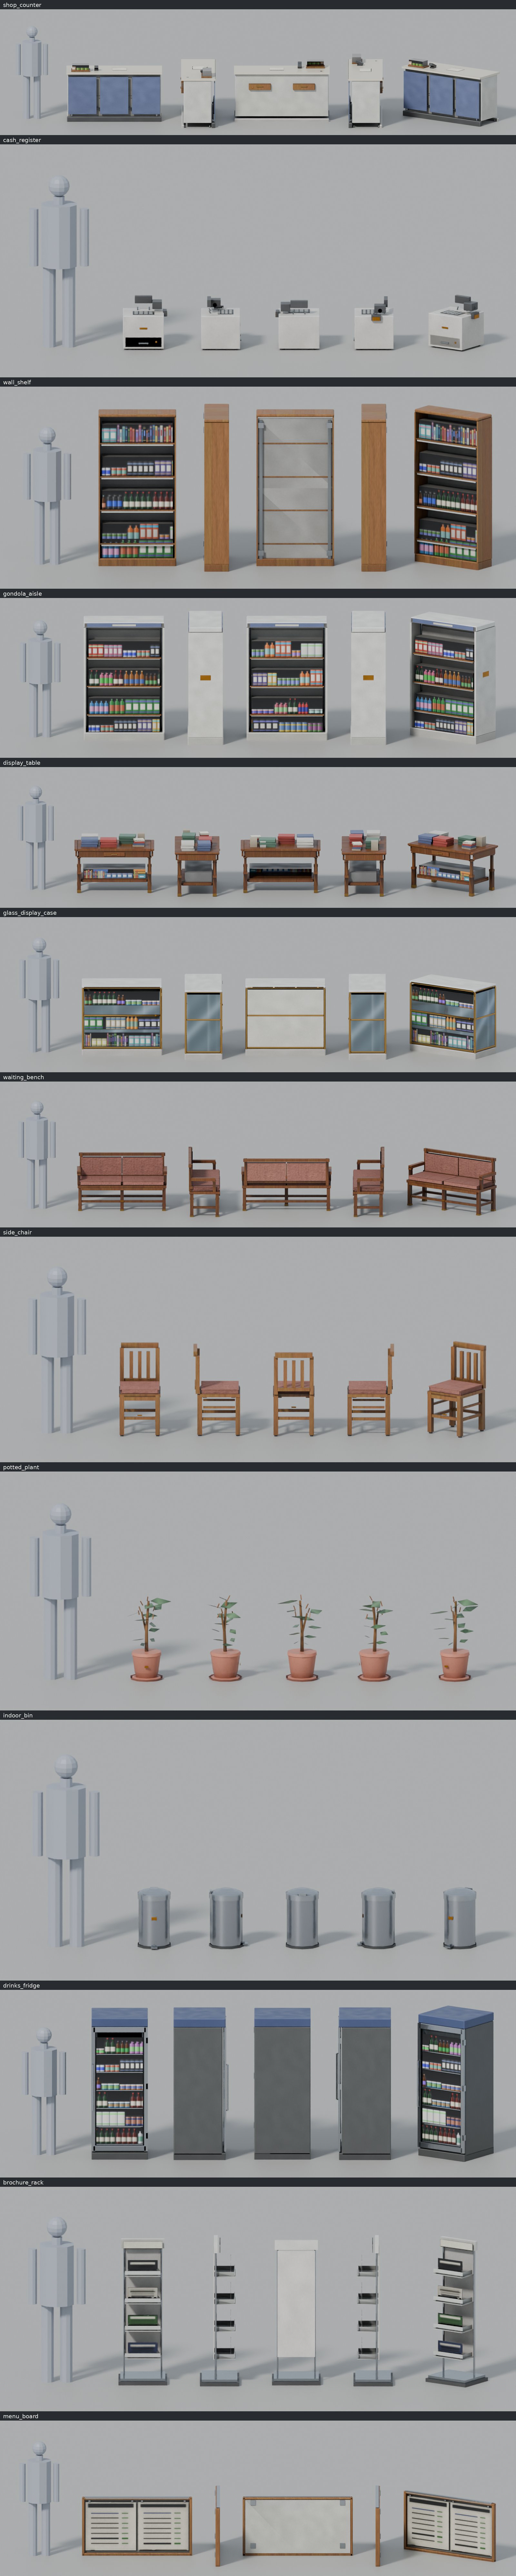 shop_counter
cash_register
wall_shelf
gondola_aisle
display_table
glass_display_case
waiting_bench
side_chair
potted_plant
indoor_bin
drinks_fridge
brochure_rack
menu_board